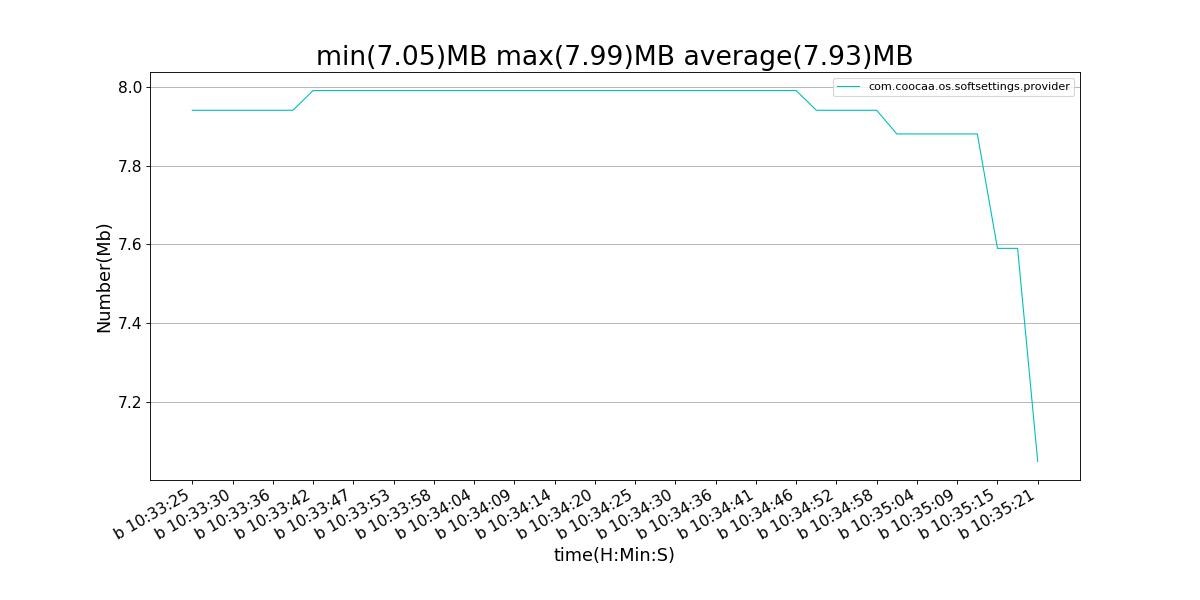 min(7.05)MB max(7.99)MB average(7.93)MB
com.coocaa.os.softsettings.provider
8.0
7.8
7.6
7.4
7.2
Number(Mb)
b 10:33:25
b 10:33:30
b 10:33:36
b 10:33:42
b 10:33:47
b 10:33:53
b 10:33:58
b 10:34:04
b 10:34:09
b 10:34:14
b 10:34:20
b 10:34:25
b 10:34:30
b 10:34:36
b 10:34:41
b 10:34:46
b 10:34:52
b 10:34:58
b 10:35:04
b 10:35:09
b 10:35:15
b 10:35:21
time(H:Min:S)